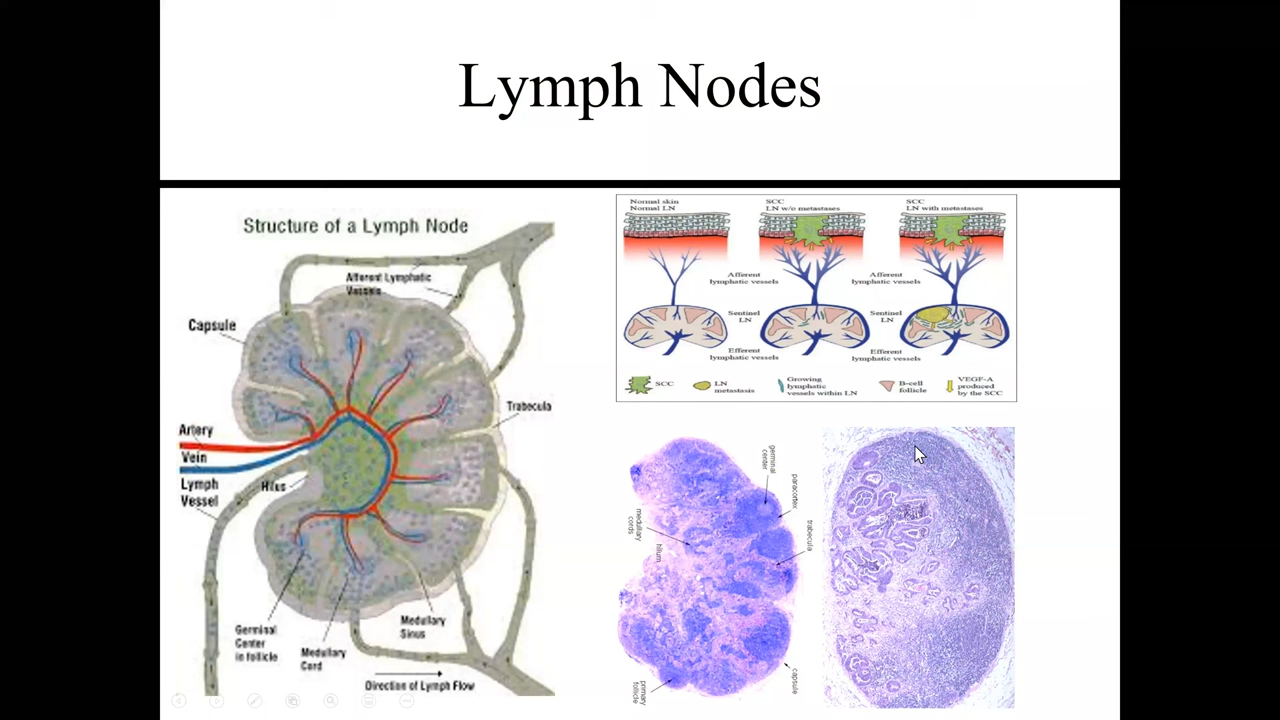 Lymph Nodes
Structure of a Lymph Node
Afferent Lymphatic
Vessels
Capsule
Trabecula
Artery
Vein
Lymph
Vessel
Hilus
Germinal
Center
in follicle
Medullary
Cord
Medullary
Sinus
Direction of Lymph Flow
Normal skin
Normal LN
SCC
LN w/o metastases
SCC
LN with metastases
Afferent
lymphatic vessels
Afferent
lymphatic vessels
Sentinel
LN
Sentinel
LN
Efferent
lymphatic vessels
Efferent
lymphatic vessels
SCC
LN
metastasis
Growing
lymphatic
vessels within LN
B-cell
follicle
VEGF-A
produced
by the SCC
germinal
center
paracortex
trabecula
medullary
cords
hilum
capsule
primary
follicle